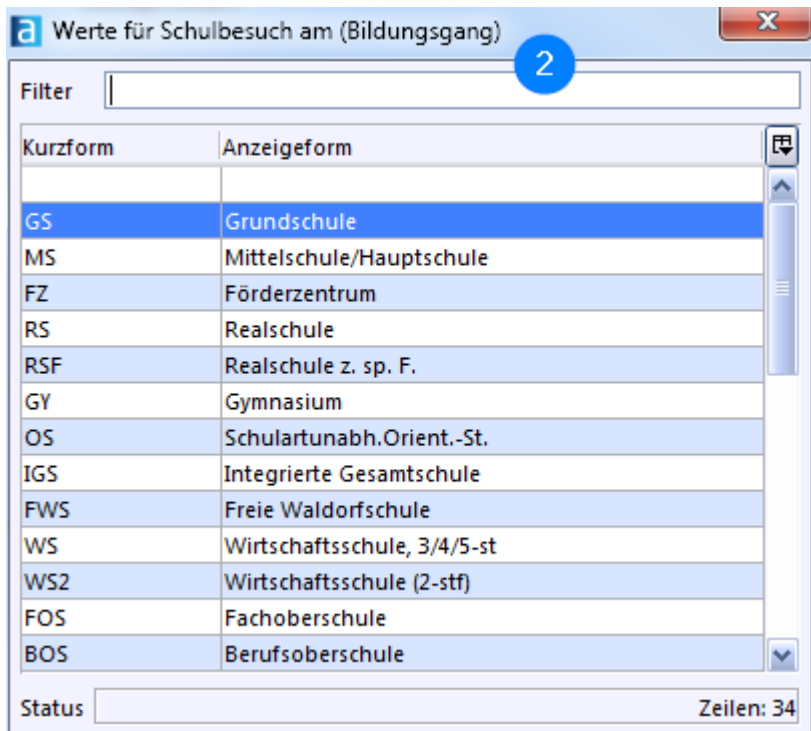 a Werte für Schulbesuch am (Bildungsgang)
2
Filter
Kurzform Anzeigeform
GS Grundschule
MS Mittelschule/Hauptschule
FZ Förderzentrum
RS Realschule
RSF Realschule z. sp. F.
GY Gymnasium
OS Schulartunabh.Orient.-St.
IGS Integrierte Gesamtschule
FWS Freie Waldorfschule
WS Wirtschaftsschule, 3/4/5-st
WS2 Wirtschaftsschule (2-stf)
FOS Fachoberschule
BOS Berufsoberschule
Status Zeilen: 34